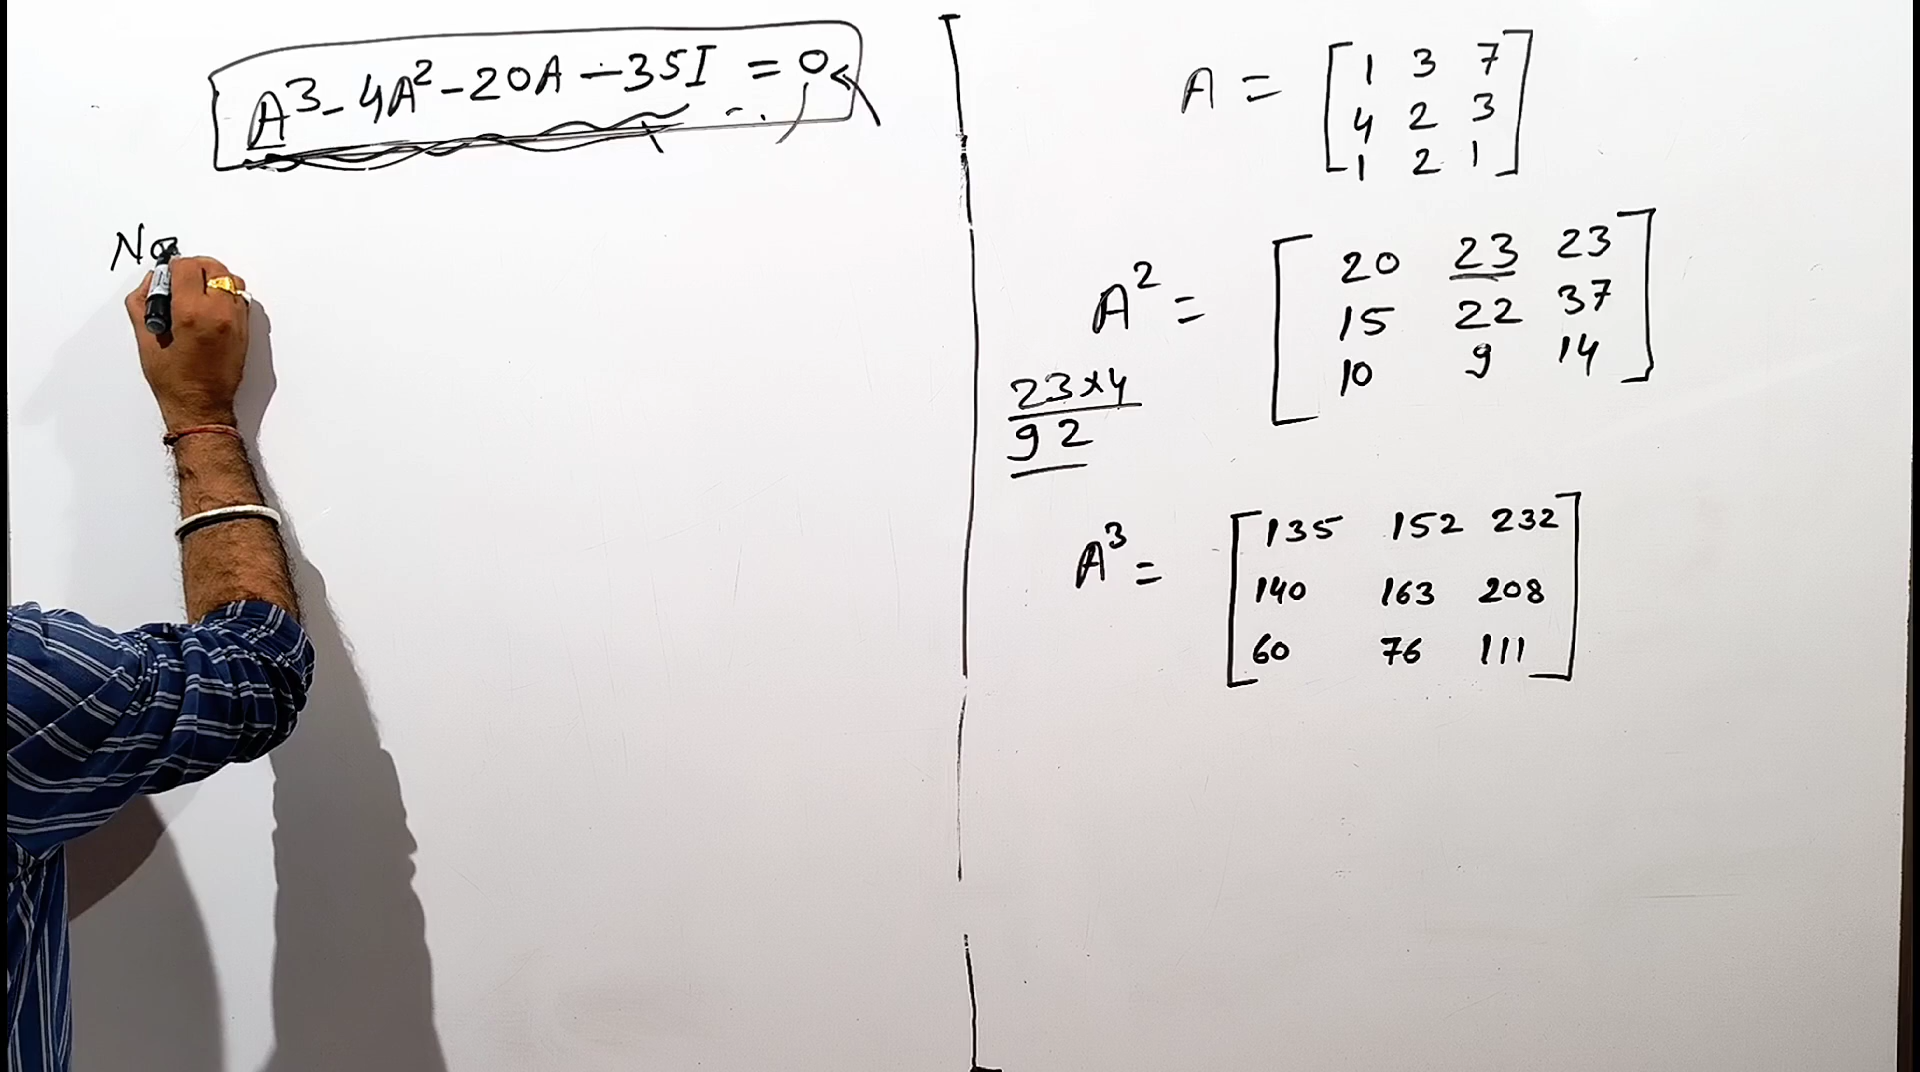 A³ - 4A² - 20A - 35I = 0
No
A = [1 3 7
4 2 3
1 2 1]
A² = [20 23 23
15 22 37
10 9 14]
23×4
92
A³ = [135 152 232
140 163 208
60 76 111]